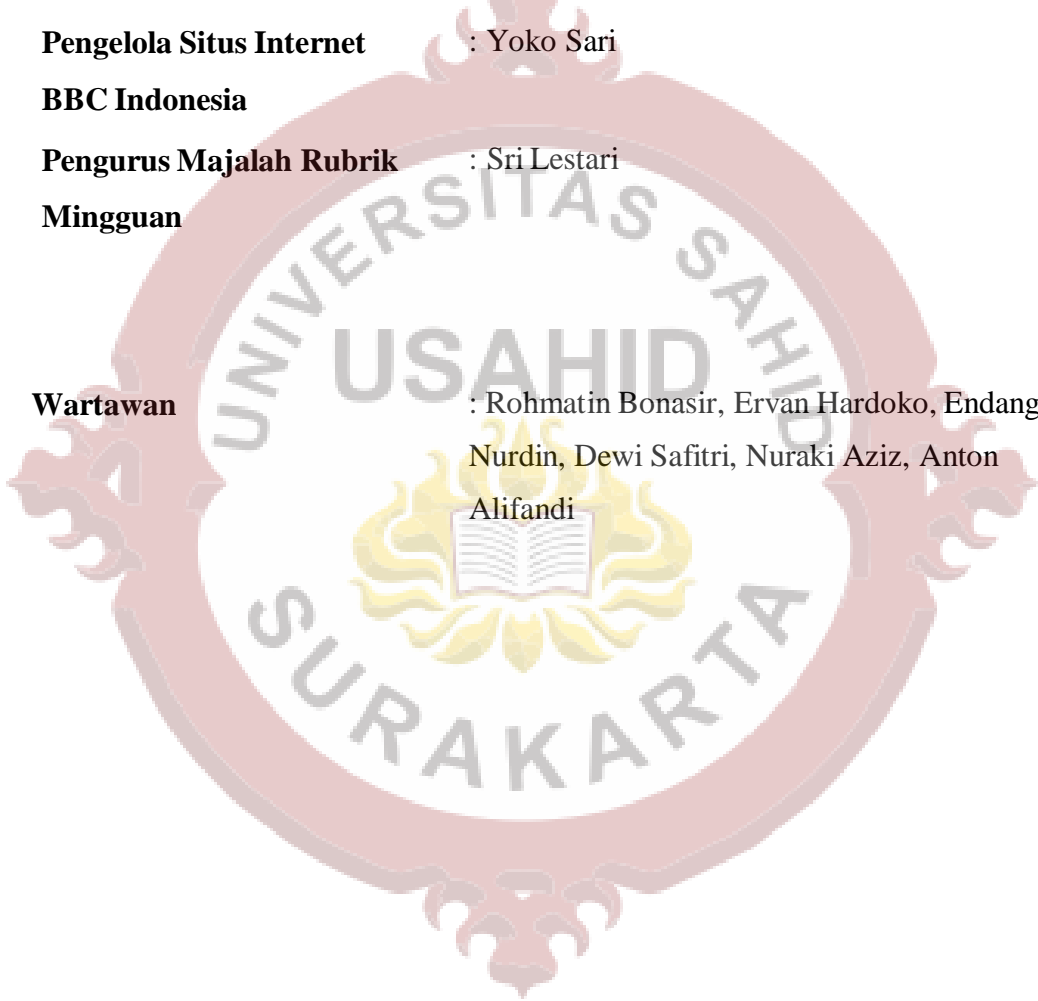 Pengelola Situs Internet : Yoko Sari
BBC Indonesia
Pengurus Majalah Rubrik : Sri Lestari
Mingguan
Wartawan : Rohmatin Bonasir, Ervan Hardoko, Endang
Nurdin, Dewi Safitri, Nuraki Aziz, Anton
Alifandi
UNIVERSITAS SAHID
USAHID
SURAKARTA